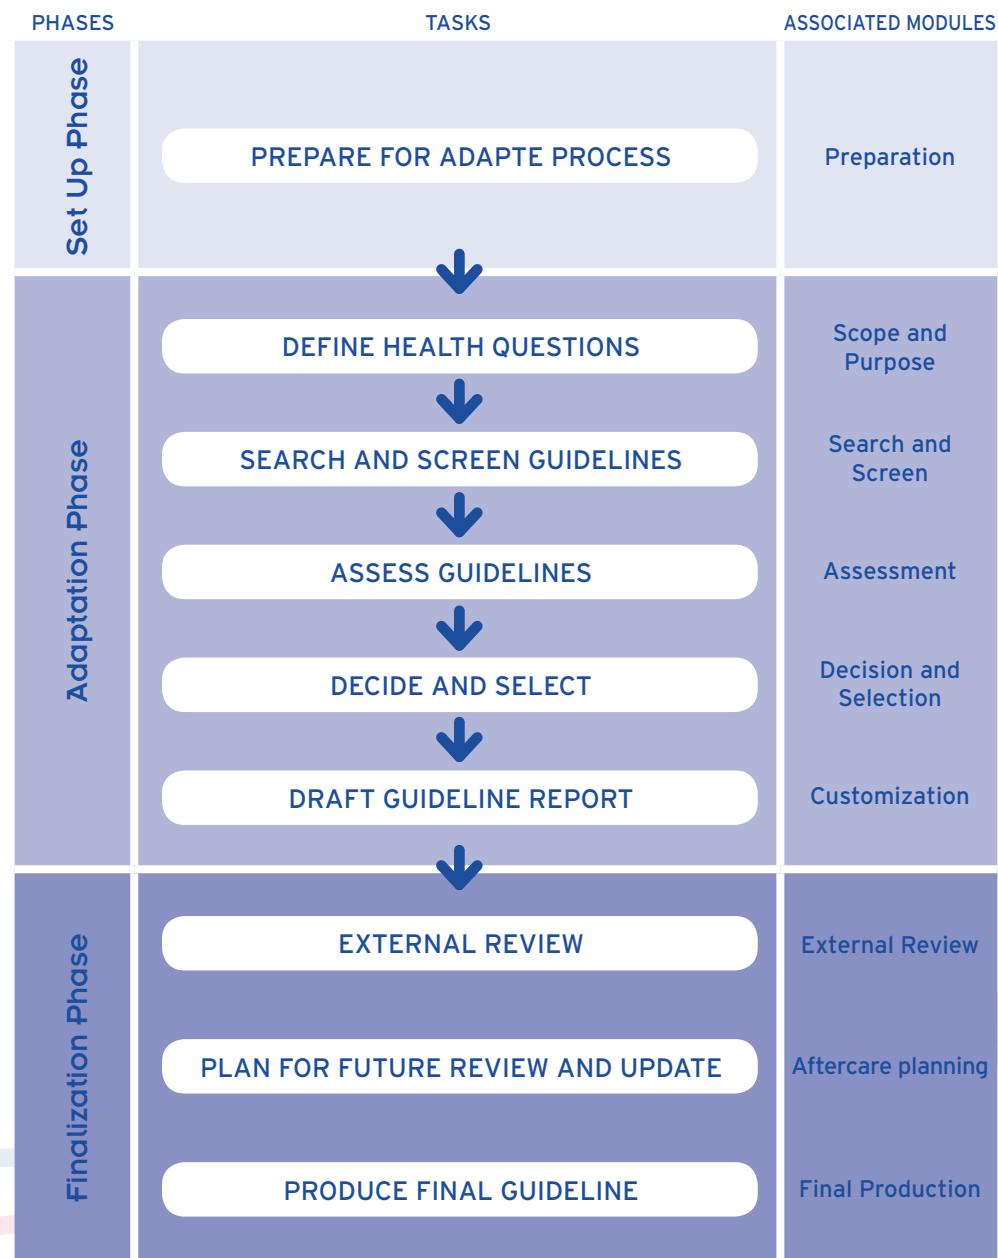 PHASES TASKS ASSOCIATED MODULES
Set Up Phase
PREPARE FOR ADAPTE PROCESS
Preparation
Adaptation Phase
DEFINE HEALTH QUESTIONS
Scope and
Purpose
SEARCH AND SCREEN GUIDELINES
Search and
Screen
ASSESS GUIDELINES
Assessment
DECIDE AND SELECT
Decision and
Selection
DRAFT GUIDELINE REPORT
Customization
Finalization Phase
EXTERNAL REVIEW
External Review
PLAN FOR FUTURE REVIEW AND UPDATE
Aftercare planning
PRODUCE FINAL GUIDELINE
Final Production